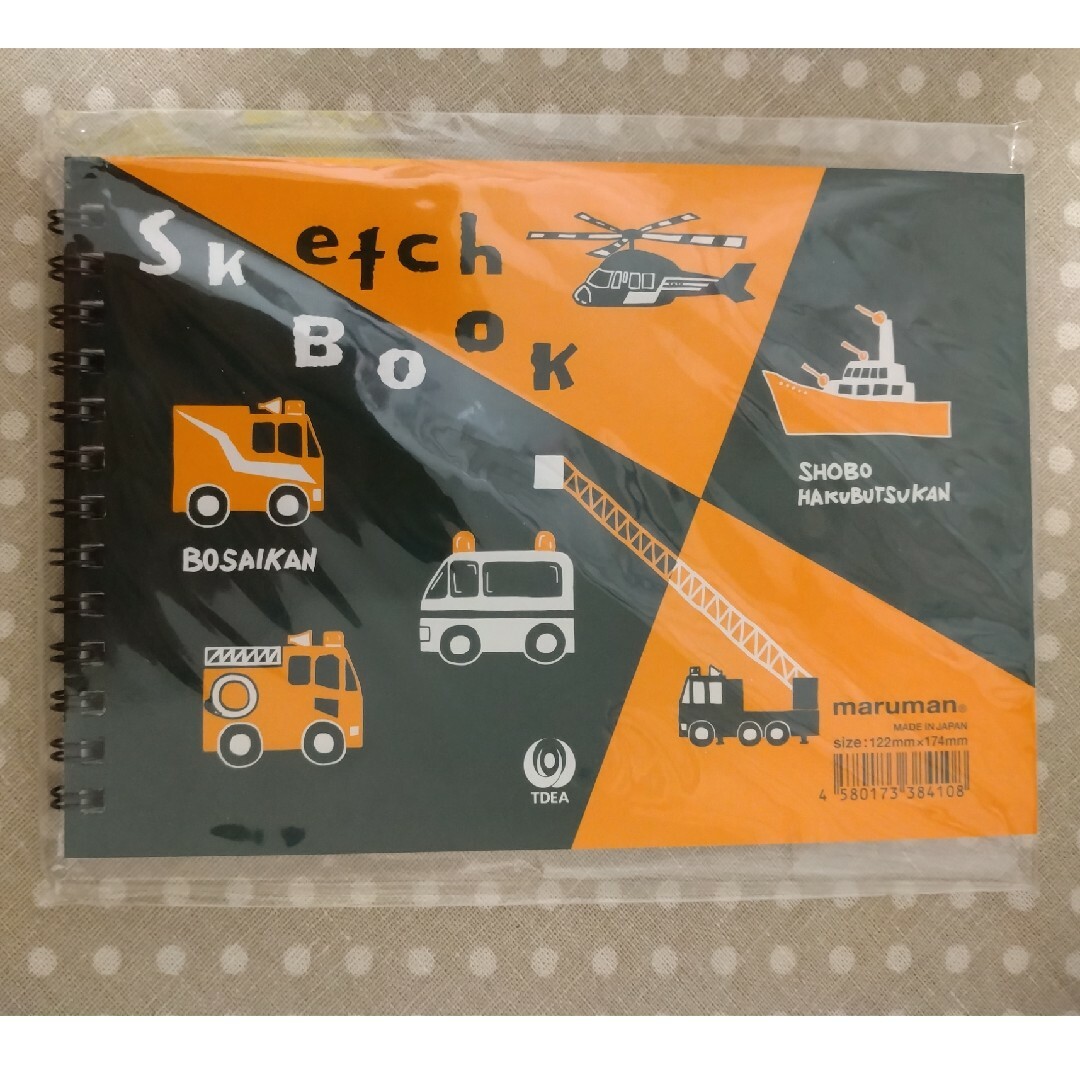 Sketch
Book
SHOBO
HAKUBUTSUKAN
BOSAIKAN
maruman®
MADE IN JAPAN
size:122mm×174mm
4 580173 384108
TDEA